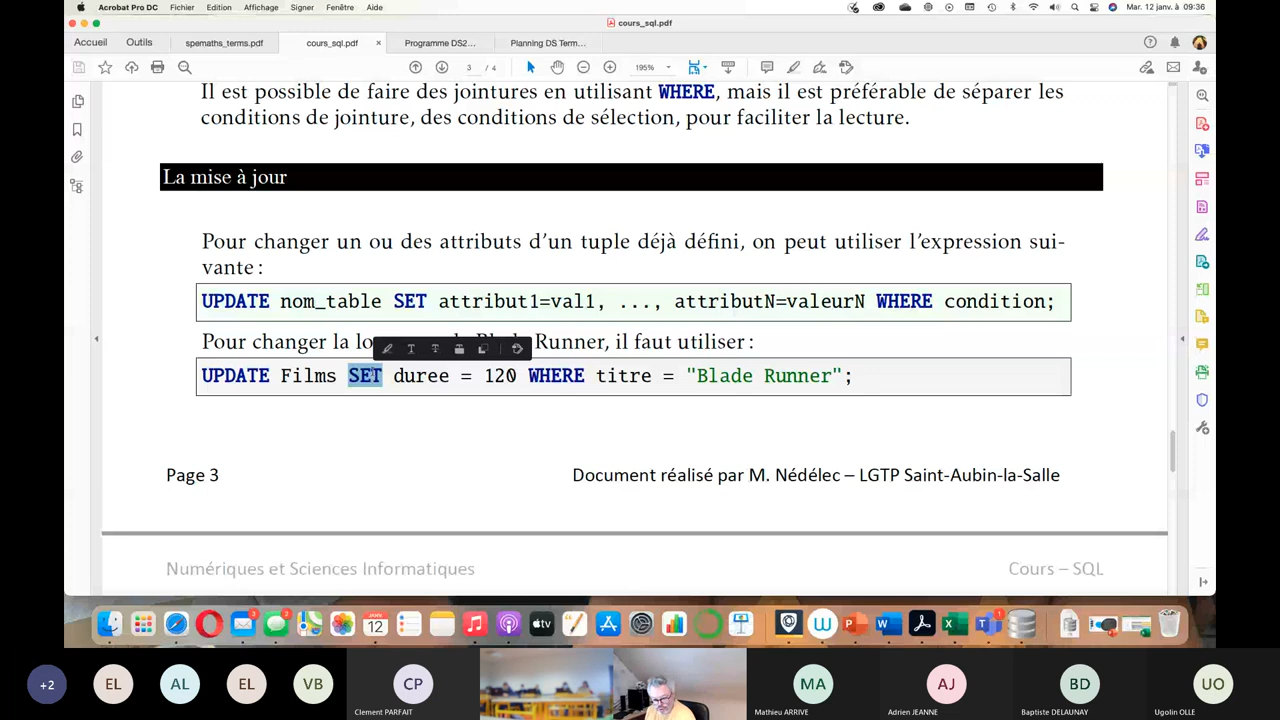 Acrobat Pro DC Fichier Edition Affichage Signer Fenêtre Aide Mar. 12 janv. à 09:36
cours_sql.pdf
Accueil Outils spemaths_terms.pdf cours_sql.pdf × Programme DS2... Planning DS Term...
3 / 4 195%
Il est possible de faire des jointures en utilisant WHERE, mais il est préférable de séparer les
conditions de jointure, des conditions de sélection, pour faciliter la lecture.
La mise à jour
Pour changer un ou des attributs d'un tuple déjà défini, on peut utiliser l'expression sui-
vante :
UPDATE nom_table SET attribut1=val1, ..., attributN=valeurN WHERE condition;
Pour changer la lo Runner, il faut utiliser :
UPDATE Films SET duree = 120 WHERE titre = "Blade Runner";
Page 3 Document réalisé par M. Nédélec – LGTP Saint-Aubin-la-Salle
Numériques et Sciences Informatiques Cours – SQL
+2 EL AL EL VB CP MA AJ BD UO
Clement PARFAIT Mathieu ARRIVE Adrien JEANNE Baptiste DELAUNAY Ugolin OLLE